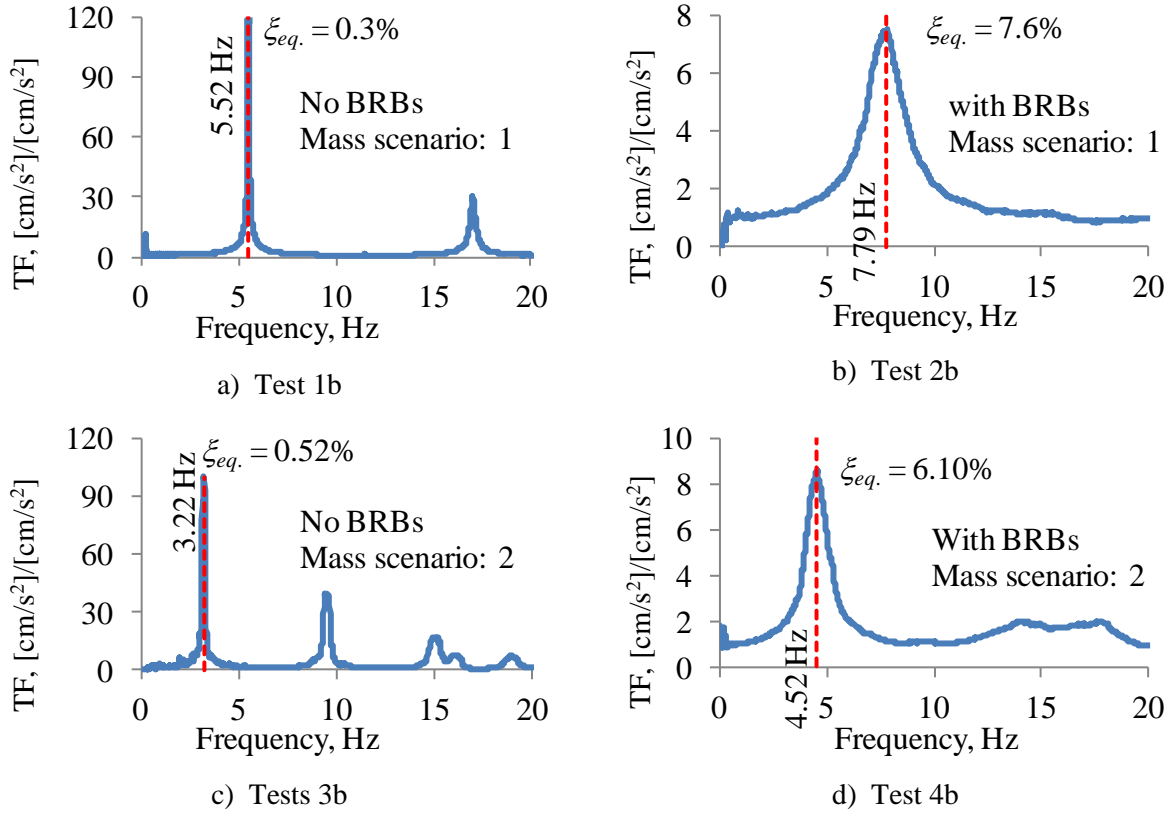 TF, [cm/s²]/[cm/s²]
120
90
60
30
0
5.52 Hz
ξeq. = 0.3%
No BRBs
Mass scenario: 1
0 5 10 15 20
Frequency, Hz
a) Test 1b
TF, [cm/s²]/[cm/s²]
8
6
4
2
0
7.79 Hz
ξeq. = 7.6%
with BRBs
Mass scenario: 1
0 5 10 15 20
Frequency, Hz
b) Test 2b
TF, [cm/s²]/[cm/s²]
120
90
60
30
0
3.22 Hz
ξeq. = 0.52%
No BRBs
Mass scenario: 2
0 5 10 15 20
Frequency, Hz
c) Tests 3b
TF, [cm/s²]/[cm/s²]
10
8
6
4
2
0
4.52 Hz
ξeq. = 6.10%
With BRBs
Mass scenario: 2
0 5 10 15 20
Frequency, Hz
d) Test 4b